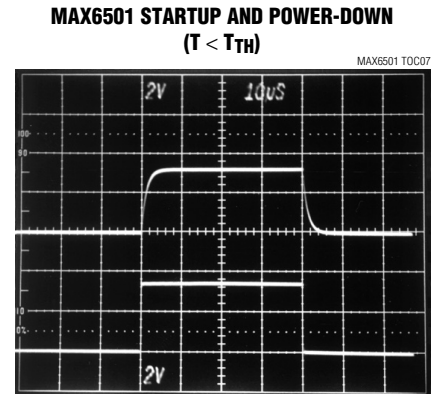 MAX6501 STARTUP AND POWER-DOWN
(T < TTH)
MAX6501 TOC07
2V 10uS
100
90
10
0%
2V